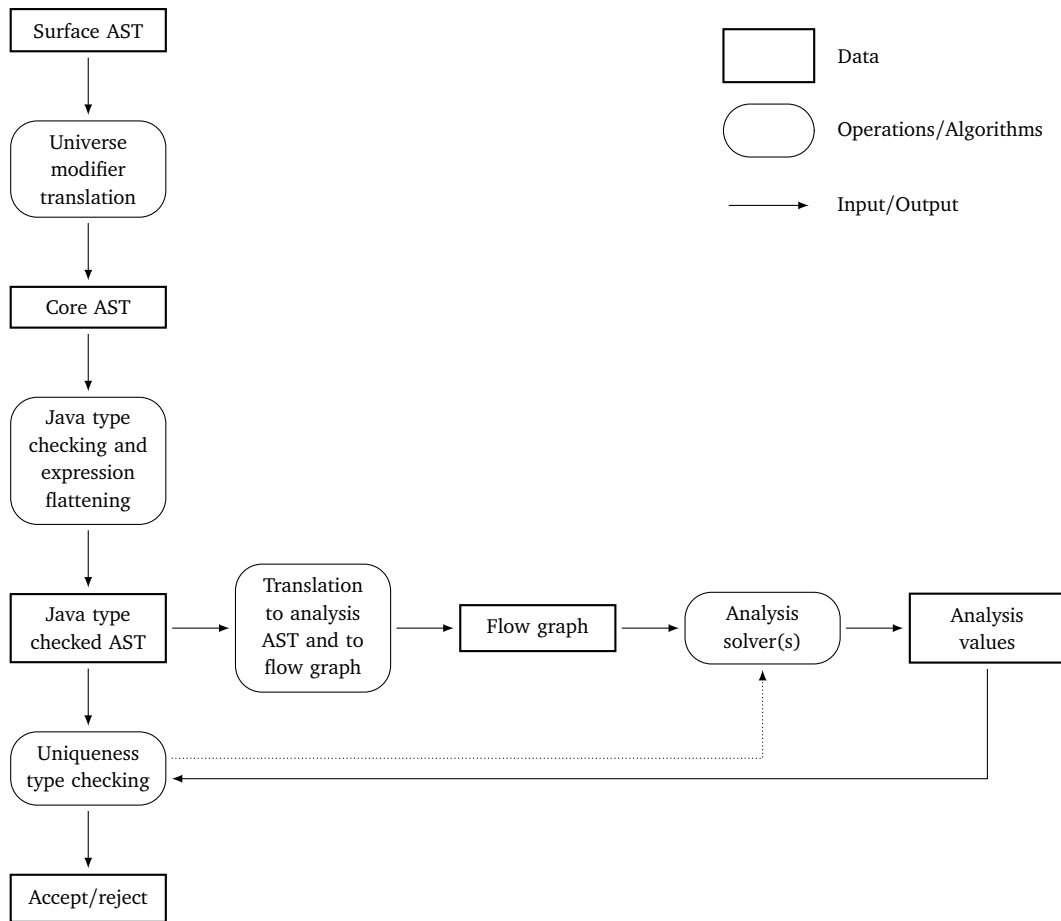 Surface AST
Data
Universe
modifier
translation
Operations/Algorithms
Input/Output
Core AST
Java type
checking and
expression
flattening
Java type
checked AST
Translation
to analysis
AST and to
flow graph
Flow graph
Analysis
solver(s)
Analysis
values
Uniqueness
type checking
Accept/reject